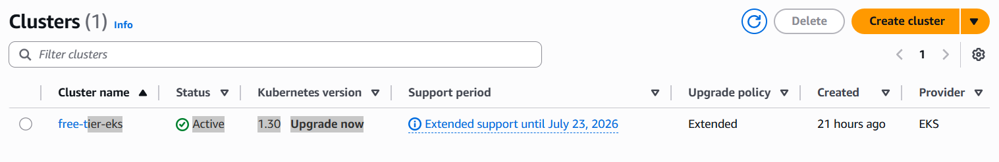 Clusters (1) Info
Delete
Create cluster
Filter clusters
1
Cluster name Status Kubernetes version Support period Upgrade policy Created Provider
free-tier-eks Active 1.30 Upgrade now Extended support until July 23, 2026 Extended 21 hours ago EKS